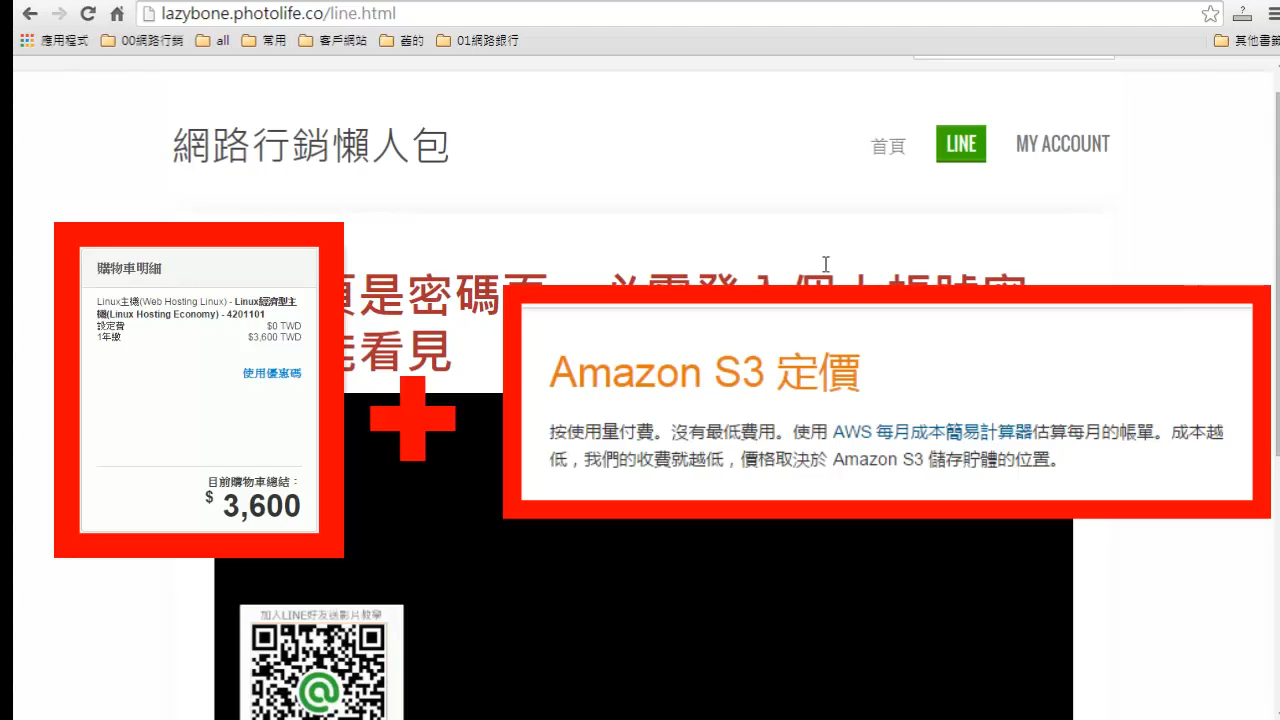 lazybone.photolife.co/line.html
應用程式 00網路行銷 all 常用 客戶網站 舊的 01網路銀行 其他書籤
網路行銷懶人包
首頁 LINE MY ACCOUNT
頁是密碼
能看見
購物車明細
Linux主機(Web Hosting Linux) - Linux經濟型主
機(Linux Hosting Economy) - 4201101
設定費 $0 TWD
1年繳 $3,600 TWD
使用優惠碼
目前購物車總結：
$ 3,600
Amazon S3 定價
按使用量付費。沒有最低費用。使用 AWS 每月成本簡易計算器估算每月的帳單。成本越
低，我們的收費就越低，價格取決於 Amazon S3 儲存貯體的位置。
加入LINE好友送影片教學